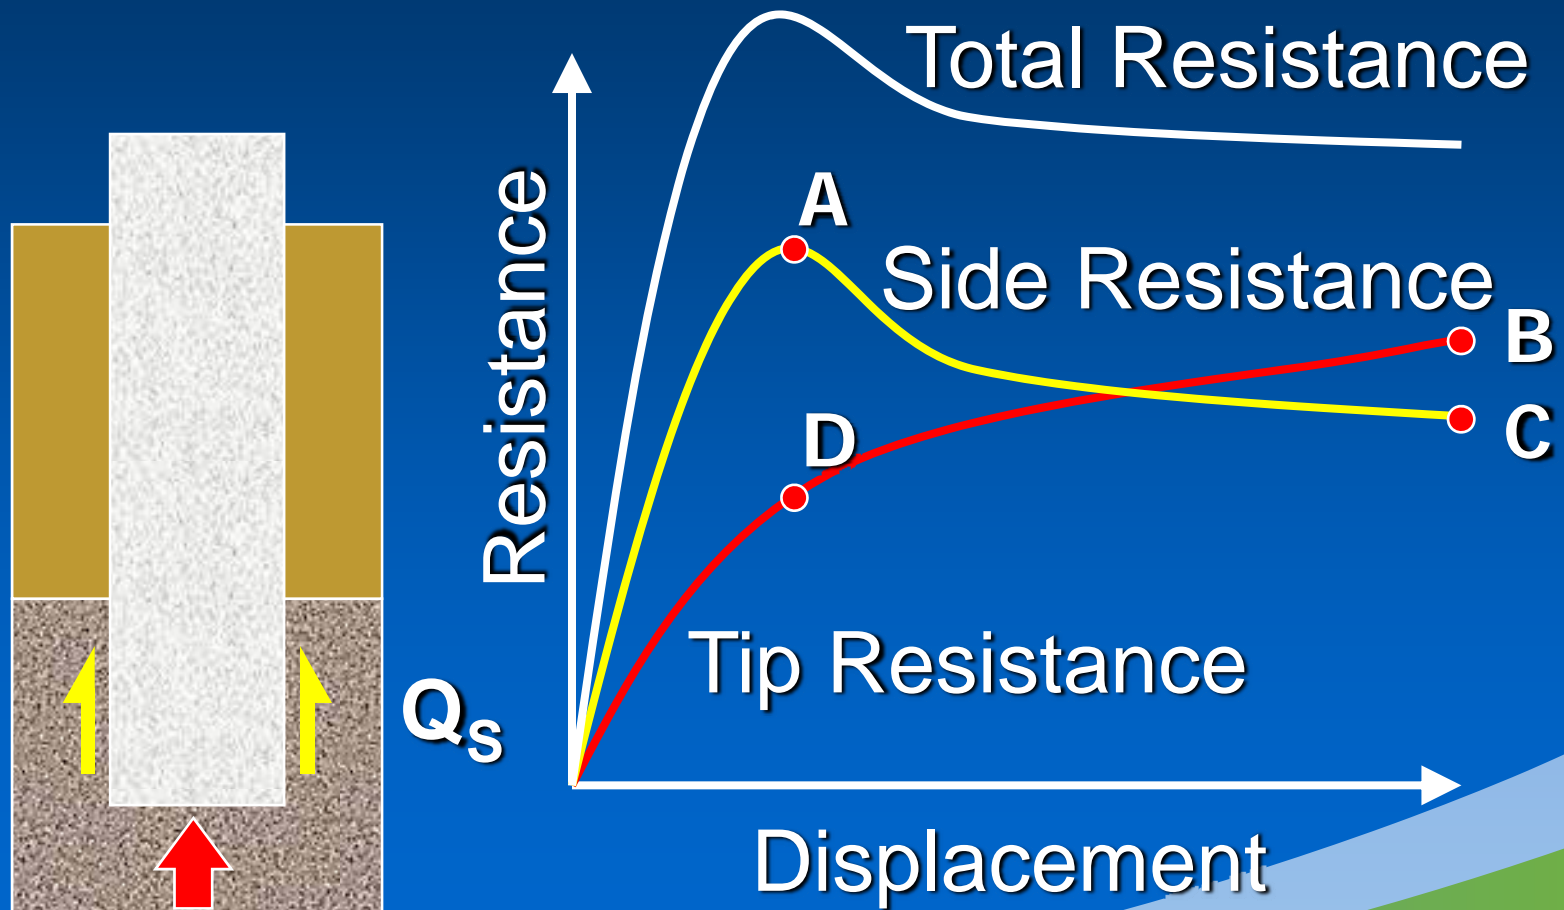 Total Resistance
A
Side Resistance
B
C
D
Resistance
Tip Resistance
Qs
Displacement